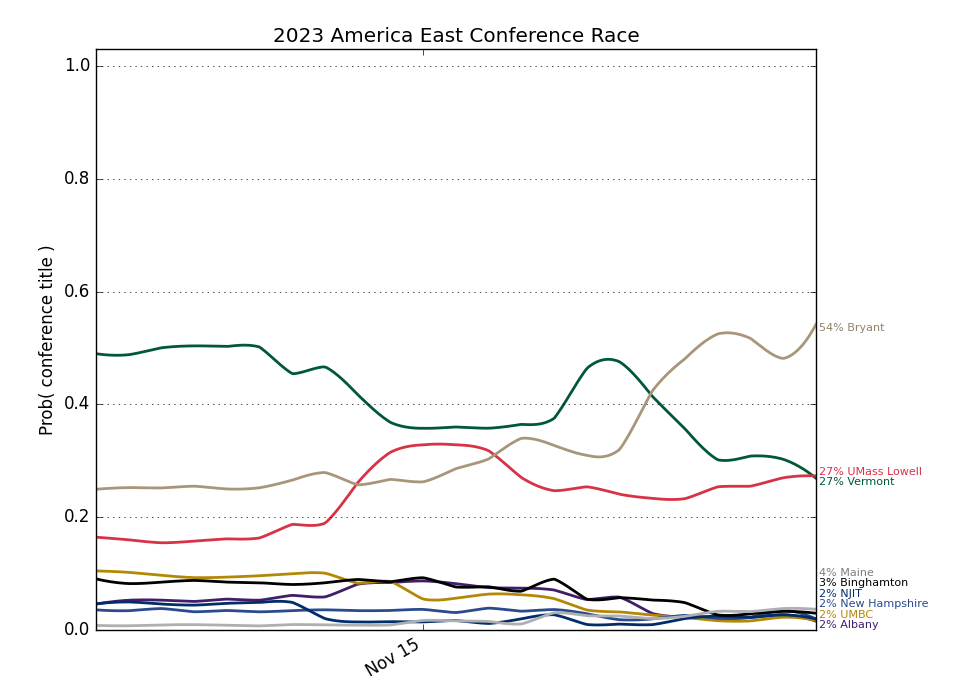 2023 America East Conference Race
Prob( conference title )
1.0
0.8
0.6
0.4
0.2
0.0
Nov 15
54% Bryant
27% UMass Lowell
27% Vermont
4% Maine
3% Binghamton
2% NJIT
2% New Hampshire
2% UMBC
2% Albany